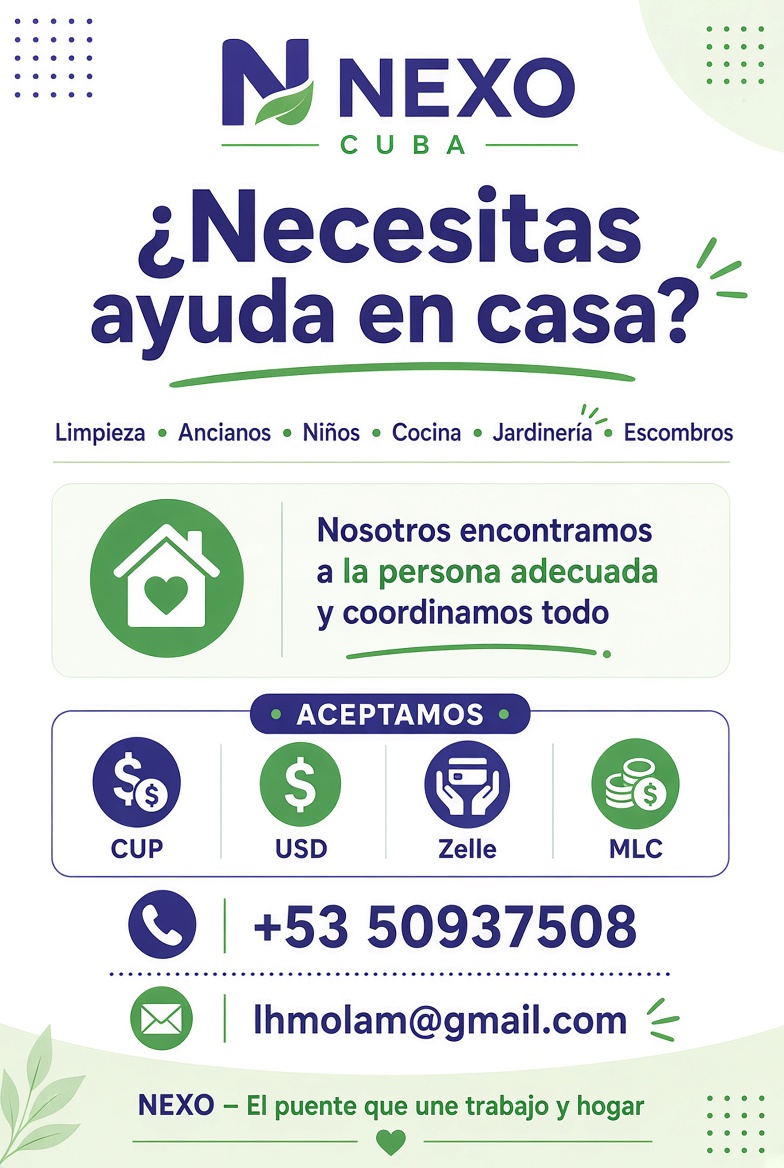 NEXO
CUBA
¿Necesitas
ayuda en casa?
Limpieza • Ancianos • Niños • Cocina • Jardinería • Escombros
Nosotros encontramos
a la persona adecuada
y coordinamos todo
• ACEPTAMOS •
CUP USD Zelle MLC
+53 50937508
lhmolam@gmail.com
NEXO – El puente que une trabajo y hogar